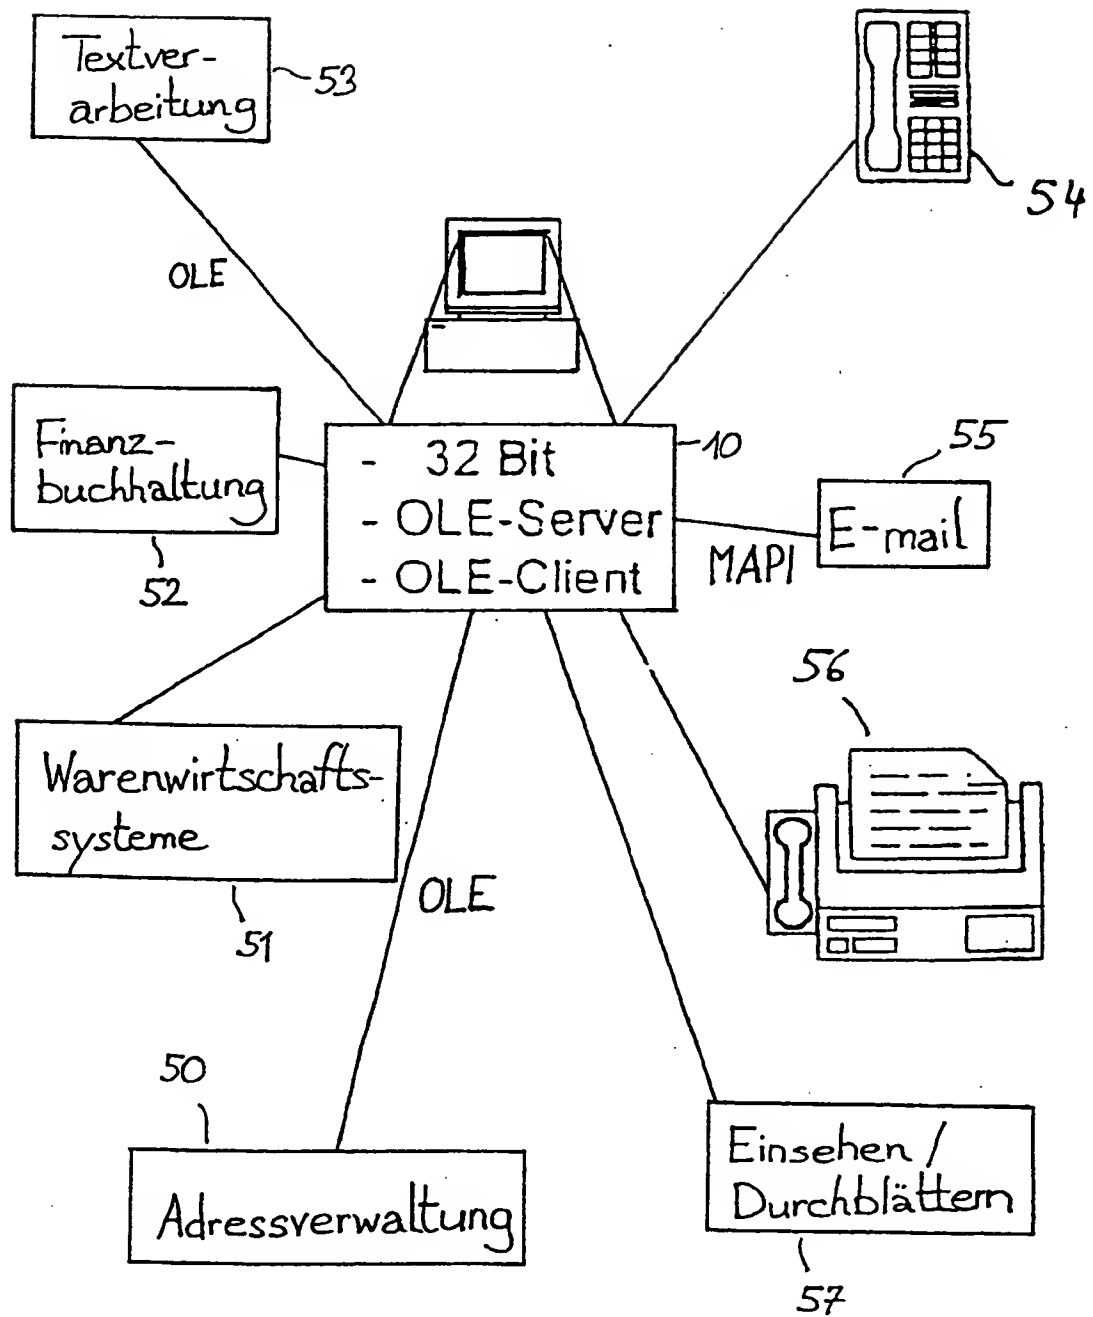 Textver-
arbeitung
53
54
OLE
Finanz-
buchhaltung
52
- 32 Bit
- OLE-Server
- OLE-Client
10
55
E-mail
MAPI
56
Warenwirtschafts-
systeme
51
OLE
50
Adressverwaltung
Einsehen /
Durchblättern
57